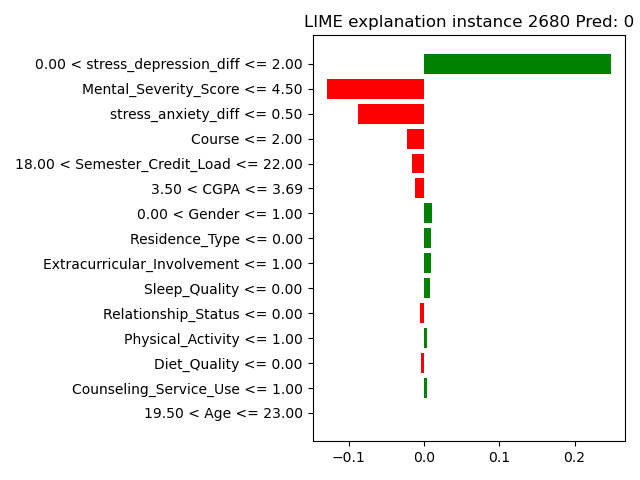 LIME explanation instance 2680 Pred: 0
0.00 < stress_depression_diff <= 2.00
Mental_Severity_Score <= 4.50
stress_anxiety_diff <= 0.50
Course <= 2.00
18.00 < Semester_Credit_Load <= 22.00
3.50 < CGPA <= 3.69
0.00 < Gender <= 1.00
Residence_Type <= 0.00
Extracurricular_Involvement <= 1.00
Sleep_Quality <= 0.00
Relationship_Status <= 0.00
Physical_Activity <= 1.00
Diet_Quality <= 0.00
Counseling_Service_Use <= 1.00
19.50 < Age <= 23.00
−0.1 0.0 0.1 0.2